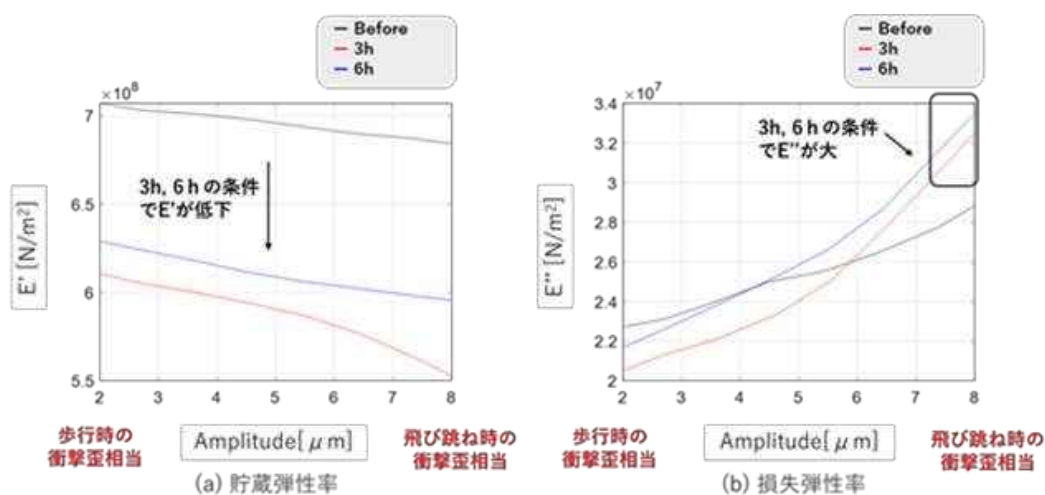 Before
3h
6h
×10⁸
7
6.5
6
5.5
2
3
4
5
6
7
8
E' [N/m²]
3h, 6 h の条件
でE'が低下
歩行時の
衝撃歪相当
Amplitude[ μ m]
飛び跳ね時の
衝撃歪相当
(a) 貯蔵弾性率
Before
3h
6h
×10⁷
3.4
3.2
3
2.8
2.6
2.4
2.2
2
2
3
4
5
6
7
8
E'' [N/m²]
3h, 6 h の条件
でE''が大
歩行時の
衝撃歪相当
Amplitude[ μ m]
飛び跳ね時の
衝撃歪相当
(b) 損失弾性率